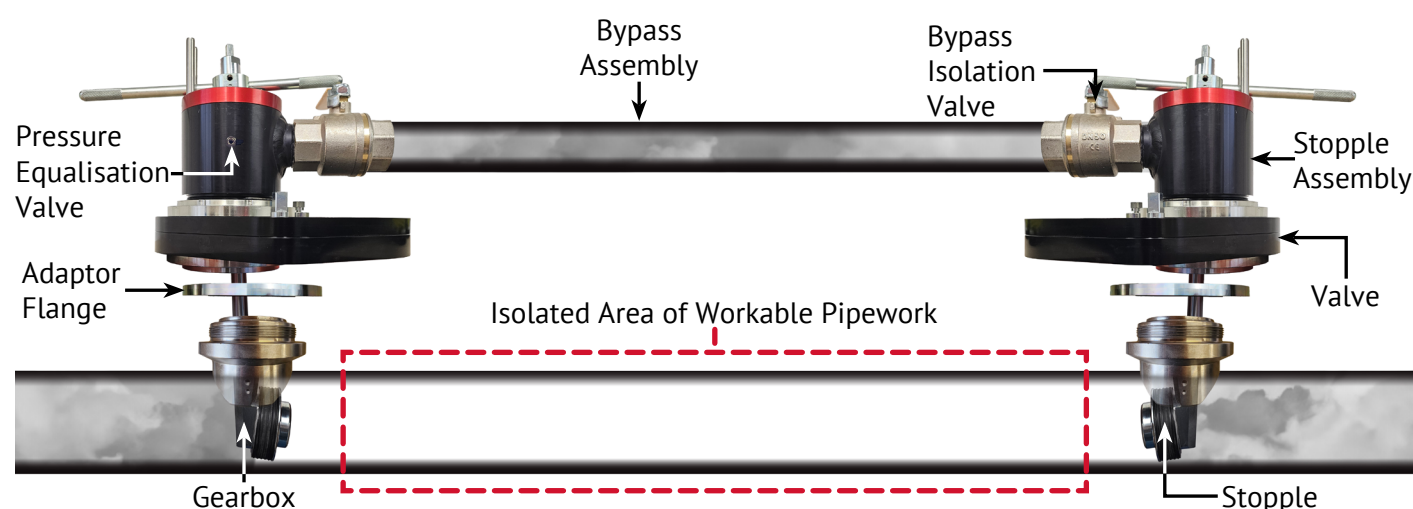 Bypass
Assembly
Bypass
Isolation
Valve
Pressure
Equalisation
Valve
Stopple
Assembly
Adaptor
Flange
Valve
Isolated Area of Workable Pipework
Gearbox
Stopple